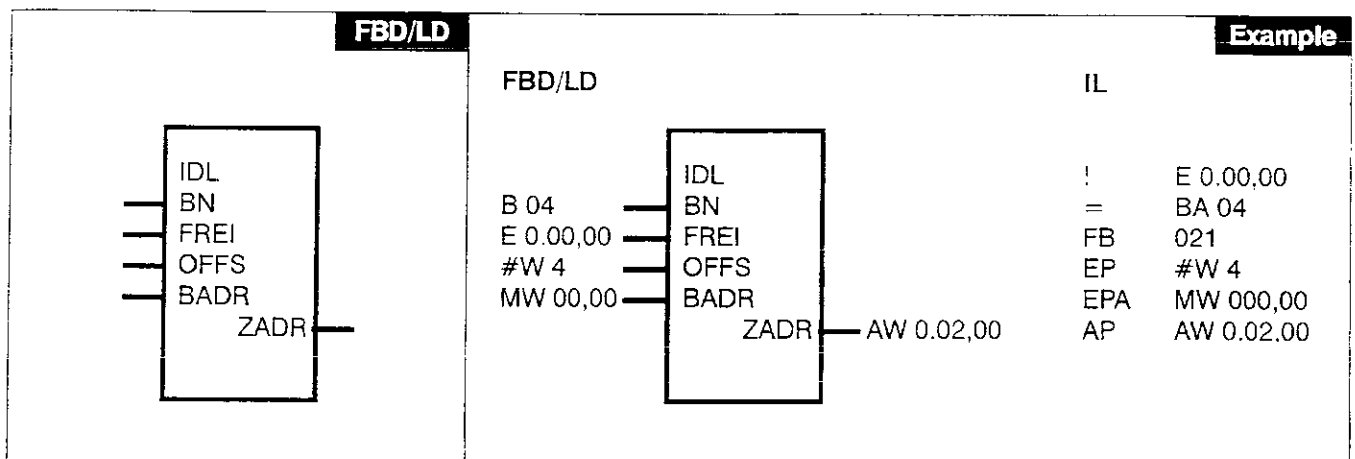 FBD/LD
IDL
BN
FREI
OFFS
BADR
ZADR
Example
FBD/LD
B 04
E 0.00,00
#W 4
MW 00,00
IDL
BN
FREI
OFFS
BADR
ZADR
AW 0.02,00
IL
! E 0.00,00
= BA 04
FB 021
EP #W 4
EPA MW 000,00
AP AW 0.02.00